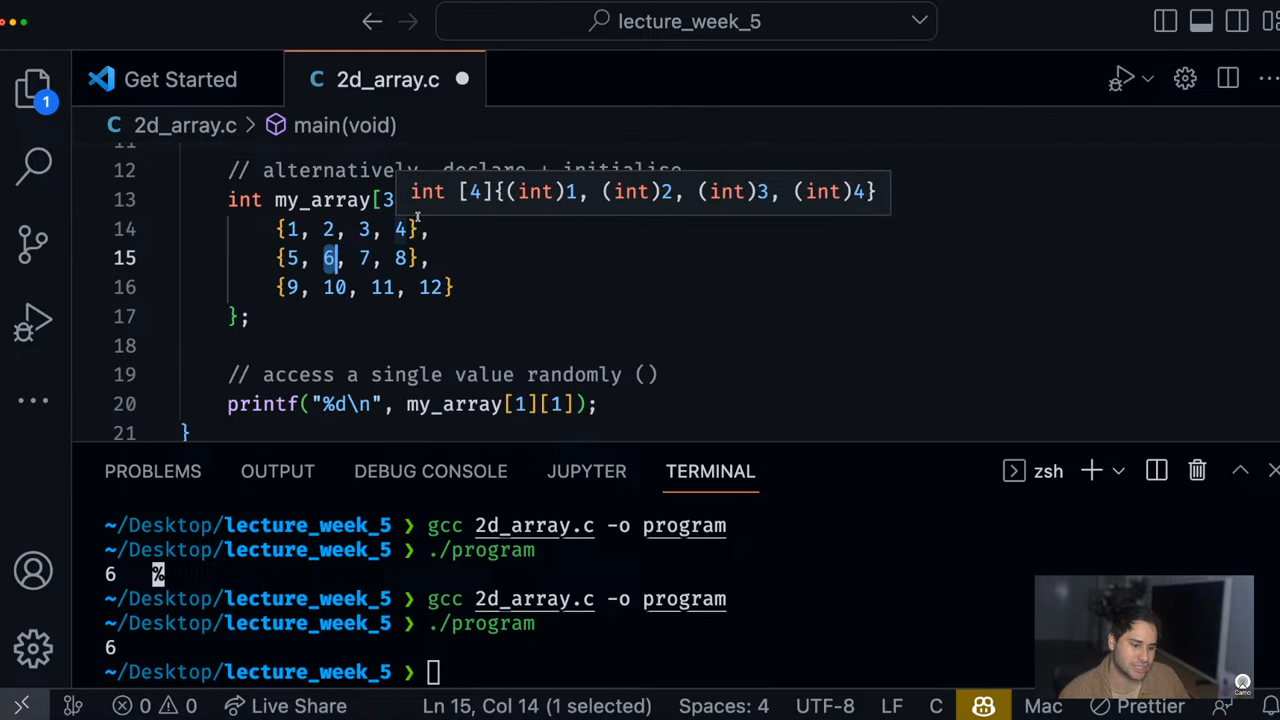 lecture_week_5
Get Started
C 2d_array.c
C 2d_array.c > main(void)
1
11
12 // alternatively, declare + initialise
int [4]{(int)1, (int)2, (int)3, (int)4}
13 int my_array[3
14 {1, 2, 3, 4},
15 {5, 6, 7, 8},
16 {9, 10, 11, 12}
17 };
18
19 // access a single value randomly ()
20 printf("%d\n", my_array[1][1]);
21 }
PROBLEMS OUTPUT DEBUG CONSOLE JUPYTER TERMINAL
zsh
~/Desktop/lecture_week_5 ❯ gcc 2d_array.c -o program
~/Desktop/lecture_week_5 ❯ ./program
6 %
~/Desktop/lecture_week_5 ❯ gcc 2d_array.c -o program
~/Desktop/lecture_week_5 ❯ ./program
6
~/Desktop/lecture_week_5 ❯
Camo
0 0 Live Share Ln 15, Col 14 (1 selected) Spaces: 4 UTF-8 LF C Mac Prettier